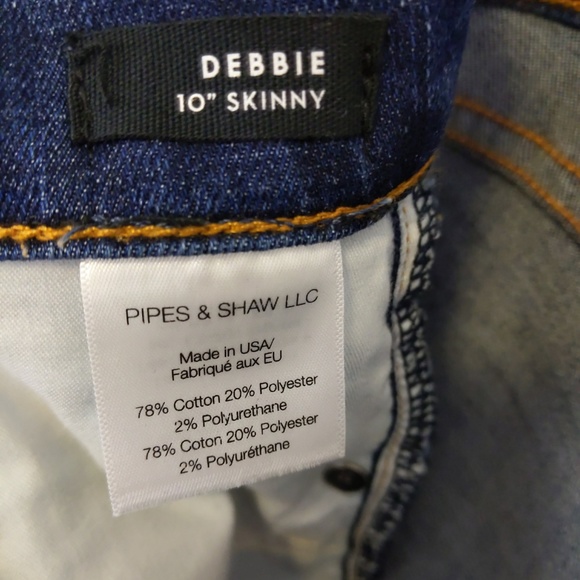 DEBBIE
10" SKINNY
PIPES & SHAW LLC
Made in USA/
Fabriqué aux EU
78% Cotton 20% Polyester
2% Polyurethane
78% Coton 20% Polyester
2% Polyuréthane